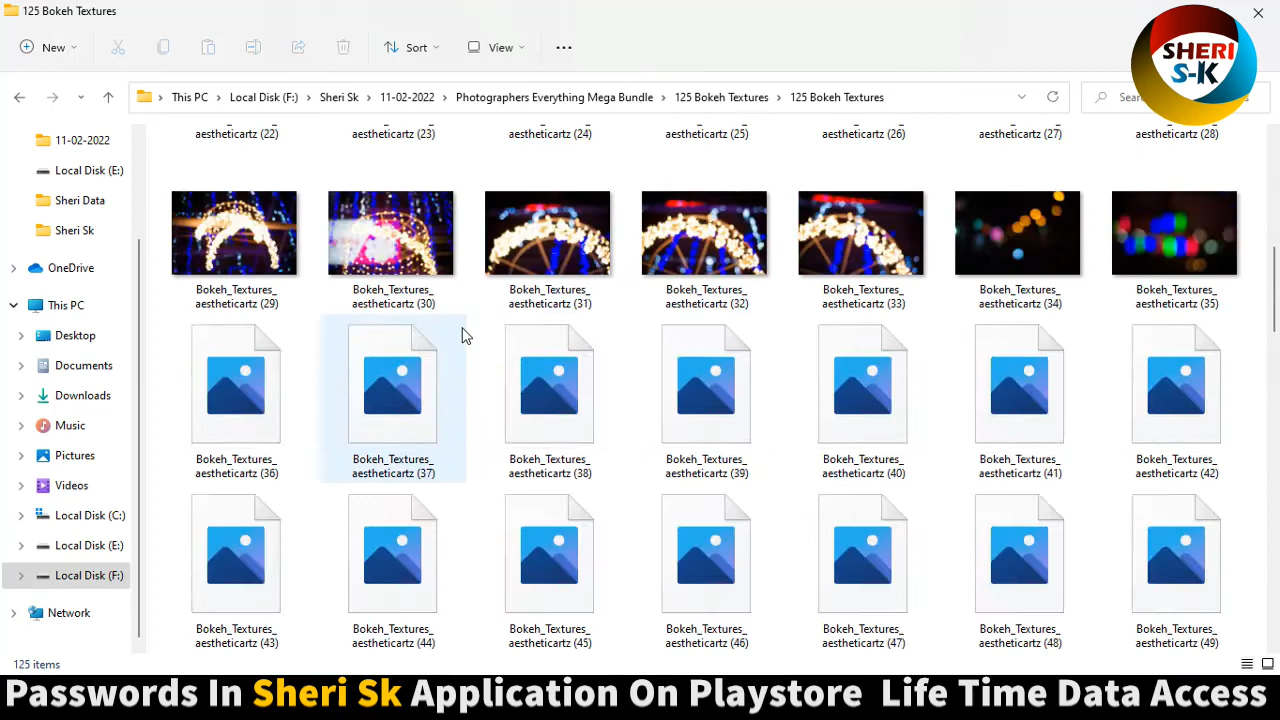 125 Bokeh Textures
New
Sort
View
SHERI
S-K
This PC > Local Disk (F:) > Sheri Sk > 11-02-2022 > Photographers Everything Mega Bundle > 125 Bokeh Textures > 125 Bokeh Textures
11-02-2022
Local Disk (E:)
Sheri Data
Sheri Sk
OneDrive
This PC
Desktop
Documents
Downloads
Music
Pictures
Videos
Local Disk (C:)
Local Disk (E:)
Local Disk (F:)
Network
aestheticartz (22) aestheticartz (23) aestheticartz (24) aestheticartz (25) aestheticartz (26) aestheticartz (27) aestheticartz (28)
Bokeh_Textures_ Bokeh_Textures_ Bokeh_Textures_ Bokeh_Textures_ Bokeh_Textures_ Bokeh_Textures_ Bokeh_Textures_
aestheticartz (29) aestheticartz (30) aestheticartz (31) aestheticartz (32) aestheticartz (33) aestheticartz (34) aestheticartz (35)
Bokeh_Textures_ Bokeh_Textures_ Bokeh_Textures_ Bokeh_Textures_ Bokeh_Textures_ Bokeh_Textures_ Bokeh_Textures_
aestheticartz (36) aestheticartz (37) aestheticartz (38) aestheticartz (39) aestheticartz (40) aestheticartz (41) aestheticartz (42)
Bokeh_Textures_ Bokeh_Textures_ Bokeh_Textures_ Bokeh_Textures_ Bokeh_Textures_ Bokeh_Textures_ Bokeh_Textures_
aestheticartz (43) aestheticartz (44) aestheticartz (45) aestheticartz (46) aestheticartz (47) aestheticartz (48) aestheticartz (49)
125 items
Passwords In Sheri Sk Application On Playstore Life Time Data Access